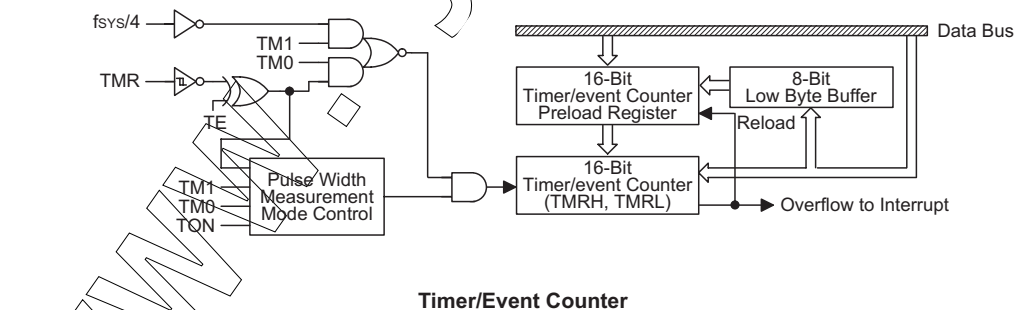 fSYS/4
TM1
TM0
TMR
TE
TM1
TM0
TON
Pulse Width
Measurement
Mode Control
Data Bus
16-Bit
Timer/event Counter
Preload Register
8-Bit
Low Byte Buffer
Reload
16-Bit
Timer/event Counter
(TMRH, TMRL)
Overflow to Interrupt
Timer/Event Counter